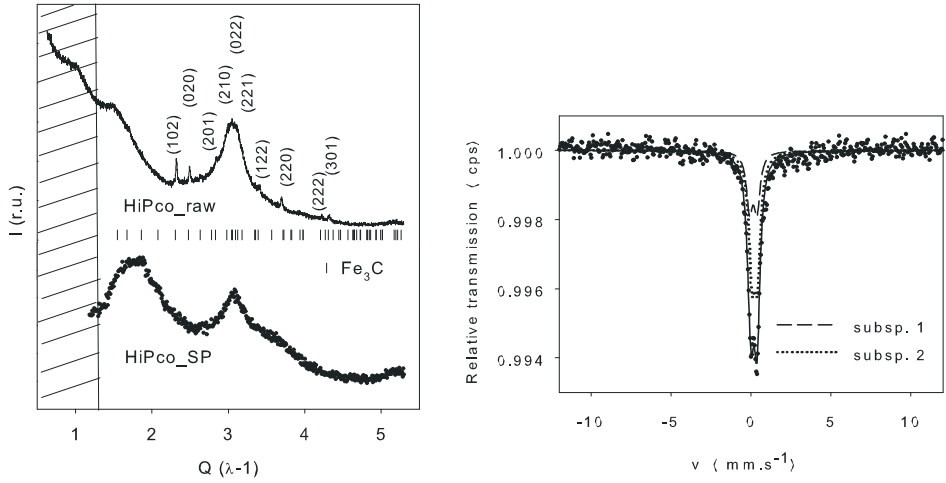 (022)
(020)
(210)
(221)
(102)
(201)
(122)
(220)
(222)
(301)
HiPco_raw
Fe3C
HiPco_SP
I (r.u.)
1 2 3 4 5
Q (λ-1)
1.000
0.998
0.996
0.994
Relative transmission ( cps)
subsp. 1
subsp. 2
-10 -5 0 5 10
v ( mm.s-1)